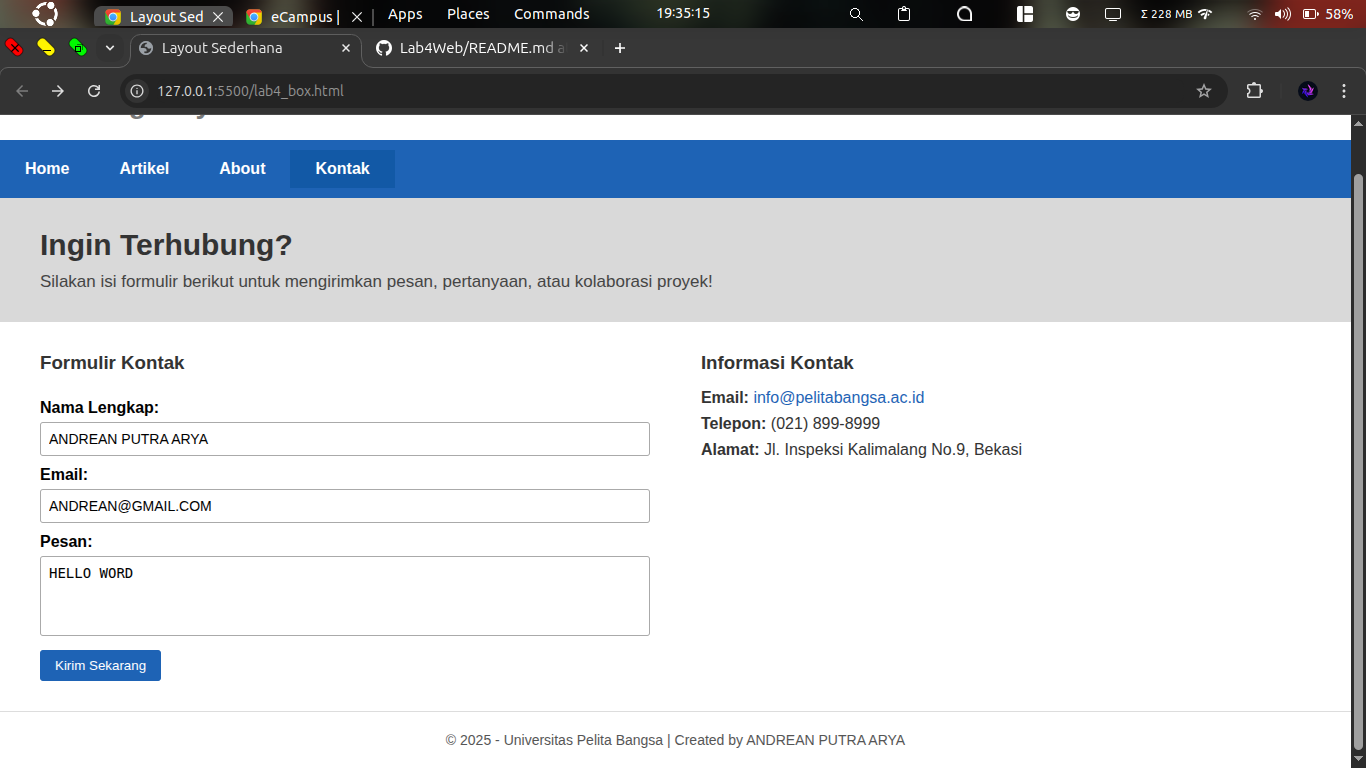 Layout Sed
eCampus |
Apps Places Commands
19:35:15
Σ 228 MB
58%
Layout Sederhana
Lab4Web/README.md a
127.0.0.1:5500/lab4_box.html
Home Artikel About Kontak
Ingin Terhubung?
Silakan isi formulir berikut untuk mengirimkan pesan, pertanyaan, atau kolaborasi proyek!
Formulir Kontak
Nama Lengkap:
ANDREAN PUTRA ARYA
Email:
ANDREAN@GMAIL.COM
Pesan:
HELLO WORD
Kirim Sekarang
Informasi Kontak
Email: info@pelitabangsa.ac.id
Telepon: (021) 899-8999
Alamat: Jl. Inspeksi Kalimalang No.9, Bekasi
© 2025 - Universitas Pelita Bangsa | Created by ANDREAN PUTRA ARYA